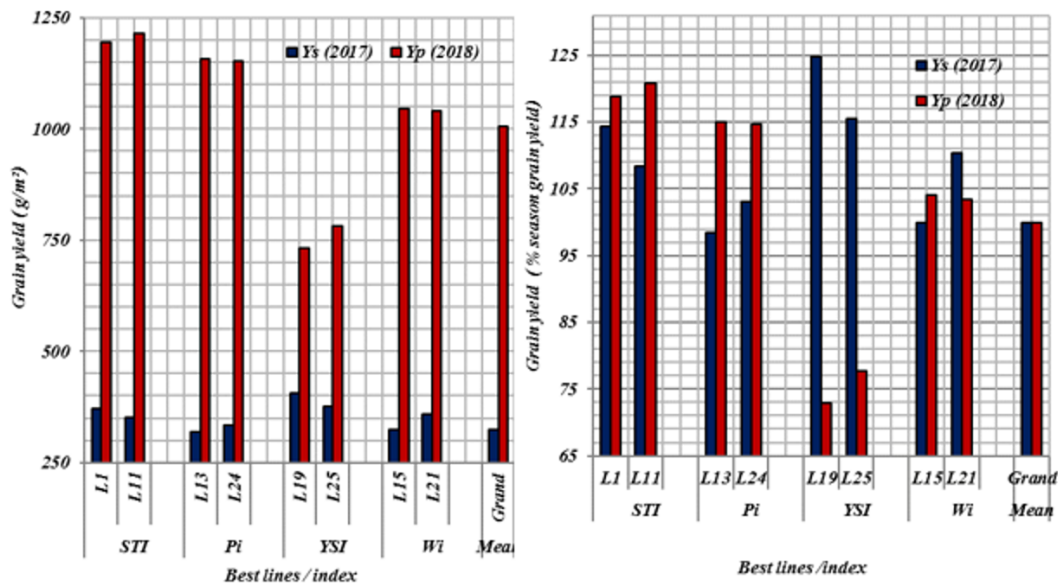 1250
1000
750
500
250
Grain yield ( g/m²)
Ys (2017) Yp (2018)
L1 L11 L13 L24 L19 L25 L15 L21 Grand
STI Pi YSI Wi Mean
Best lines /index
125
115
105
95
85
75
65
Grain yield ( % season grain yield)
Ys (2017)
Yp (2018)
L1 L11 L13 L24 L19 L25 L15 L21 Grand
STI Pi YSI Wi Mean
Best lines /index